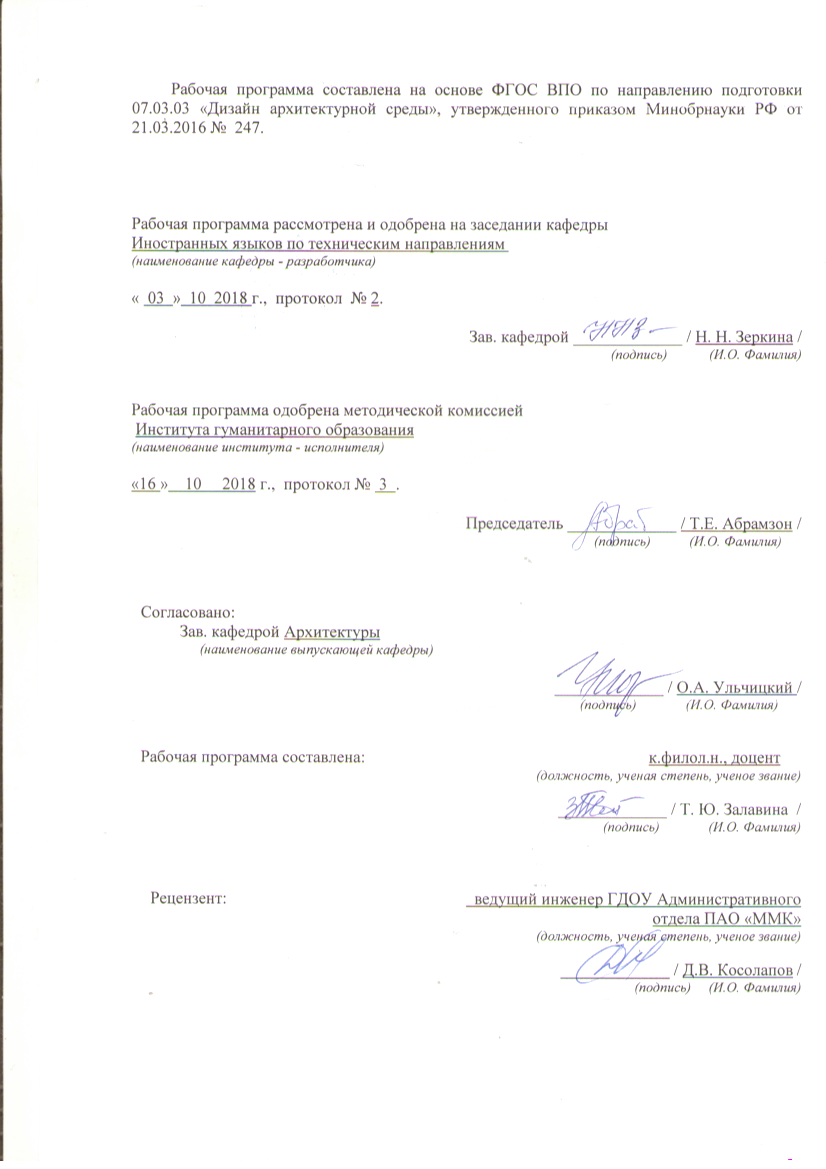 Рабочая программа составлена на основе ФГОС ВПО по направлению подготовки
07.03.03 «Дизайн архитектурной среды», утвержденного приказом Минобрнауки РФ от
21.03.2016 № 247.
Рабочая программа рассмотрена и одобрена на заседании кафедры
Иностранных языков по техническим направлениям
(наименование кафедры - разработчика)
« 03 » 10 2018 г., протокол № 2.
Зав. кафедрой ____________ / Н. Н. Зеркина /
(подпись) (И.О. Фамилия)
Рабочая программа одобрена методической комиссией
Института гуманитарного образования
(наименование института - исполнителя)
«16 » 10 2018 г., протокол № 3 .
Председатель ____________ / Т.Е. Абрамзон /
(подпись) (И.О. Фамилия)
Согласовано:
Зав. кафедрой Архитектуры
(наименование выпускающей кафедры)
____________ / О.А. Ульчицкий /
(подпись) (И.О. Фамилия)
Рабочая программа составлена: к.филол.н., доцент
(должность, ученая степень, ученое звание)
____________ / Т. Ю. Залавина /
(подпись) (И.О. Фамилия)
Рецензент: ведущий инженер ГДОУ Административного
отдела ПАО «ММК»
(должность, ученая степень, ученое звание)
____________ / Д.В. Косолапов /
(подпись) (И.О. Фамилия)